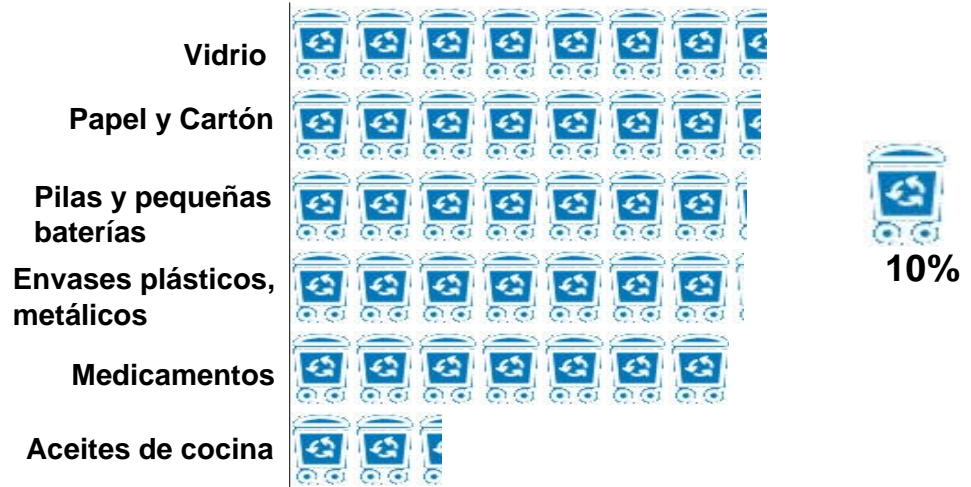 Vidrio
Papel y Cartón
Pilas y pequeñas
baterías
Envases plásticos,
metálicos
Medicamentos
Aceites de cocina
10%